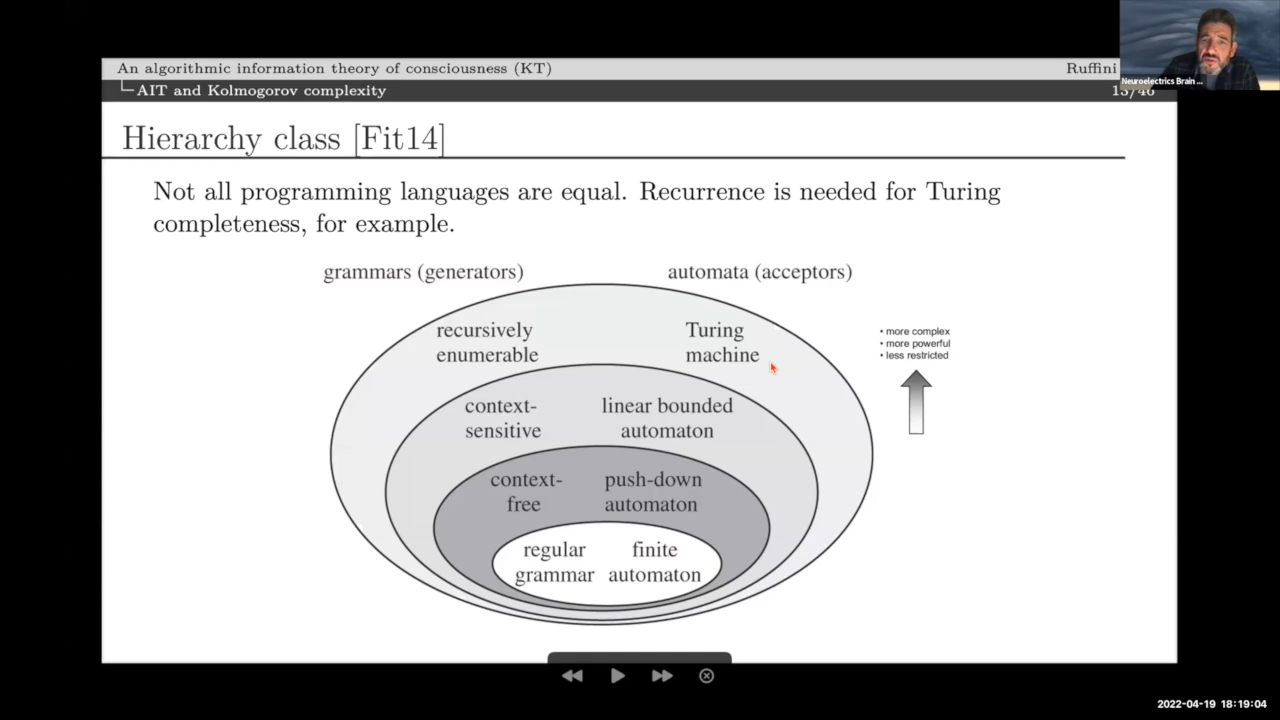 An algorithmic information theory of consciousness (KT)
Ruffini
AIT and Kolmogorov complexity
13/46
Neuroelectrics Brain ...
Hierarchy class [Fit14]
Not all programming languages are equal. Recurrence is needed for Turing
completeness, for example.
grammars (generators)
automata (acceptors)
recursively
enumerable
Turing
machine
• more complex
• more powerful
• less restricted
context-
sensitive
linear bounded
automaton
context-
free
push-down
automaton
regular
grammar
finite
automaton
2022-04-19 18:19:04